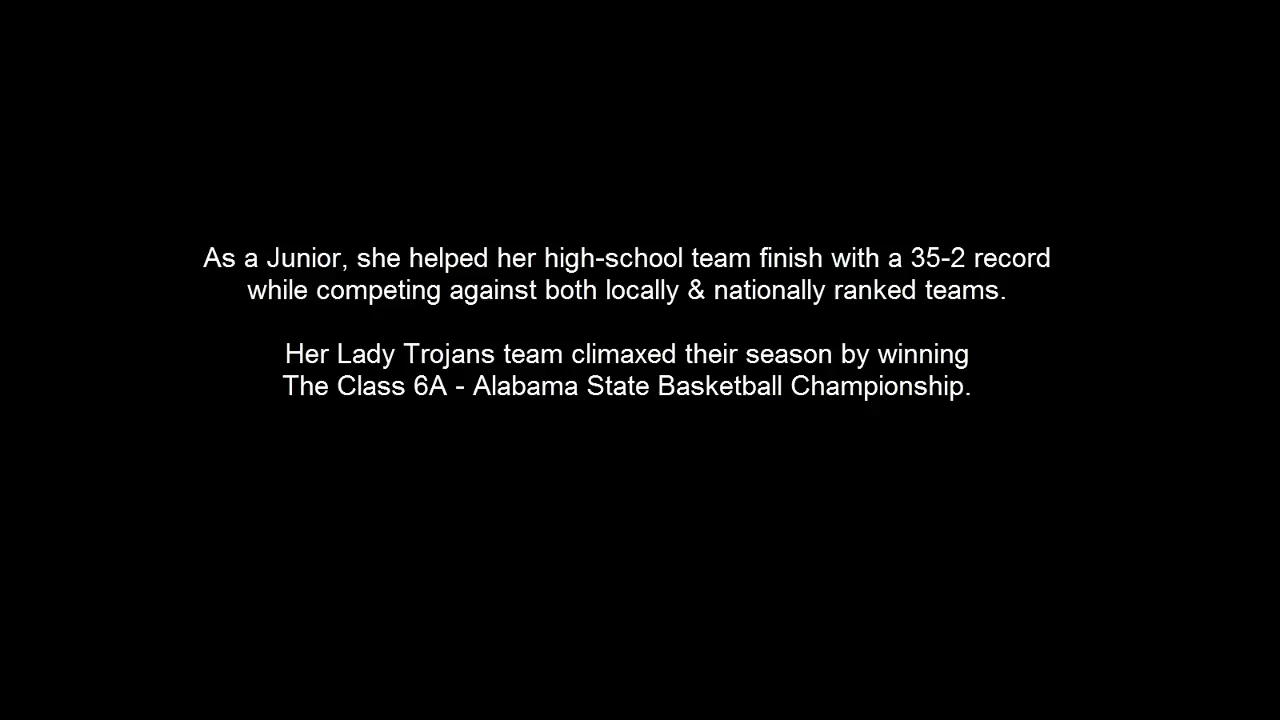 As a Junior, she helped her high-school team finish with a 35-2 record
while competing against both locally & nationally ranked teams.
Her Lady Trojans team climaxed their season by winning
The Class 6A - Alabama State Basketball Championship.